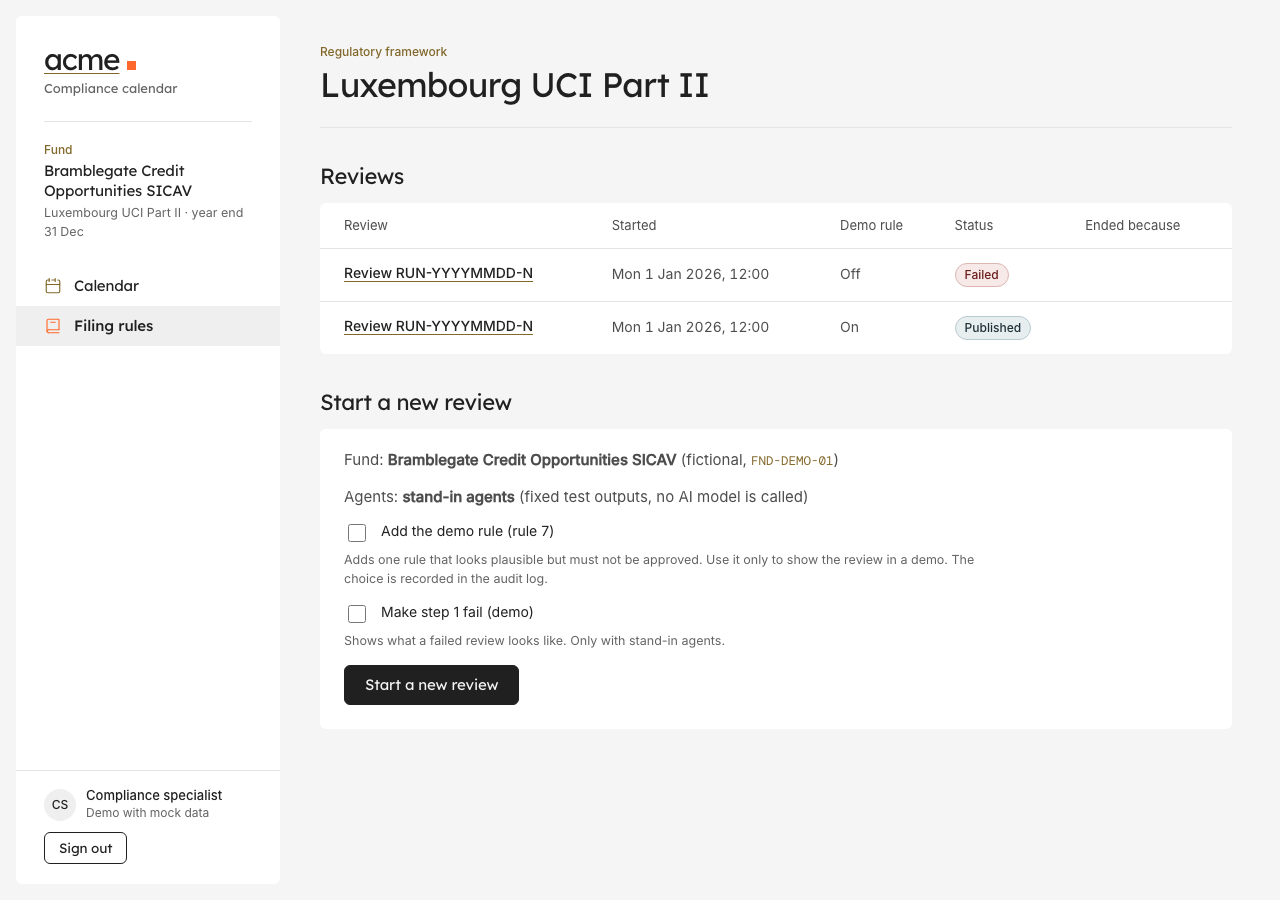 acme
Compliance calendar
Fund
Bramblegate Credit
Opportunities SICAV
Luxembourg UCI Part II · year end
31 Dec
Calendar
Filing rules
CS
Compliance specialist
Demo with mock data
Sign out
Regulatory framework
Luxembourg UCI Part II
Reviews
Review Started Demo rule Status Ended because
Review RUN-YYYYMMDD-N Mon 1 Jan 2026, 12:00 Off Failed
Review RUN-YYYYMMDD-N Mon 1 Jan 2026, 12:00 On Published
Start a new review
Fund: Bramblegate Credit Opportunities SICAV (fictional, FND-DEMO-01)
Agents: stand-in agents (fixed test outputs, no AI model is called)
Add the demo rule (rule 7)
Adds one rule that looks plausible but must not be approved. Use it only to show the review in a demo. The
choice is recorded in the audit log.
Make step 1 fail (demo)
Shows what a failed review looks like. Only with stand-in agents.
Start a new review